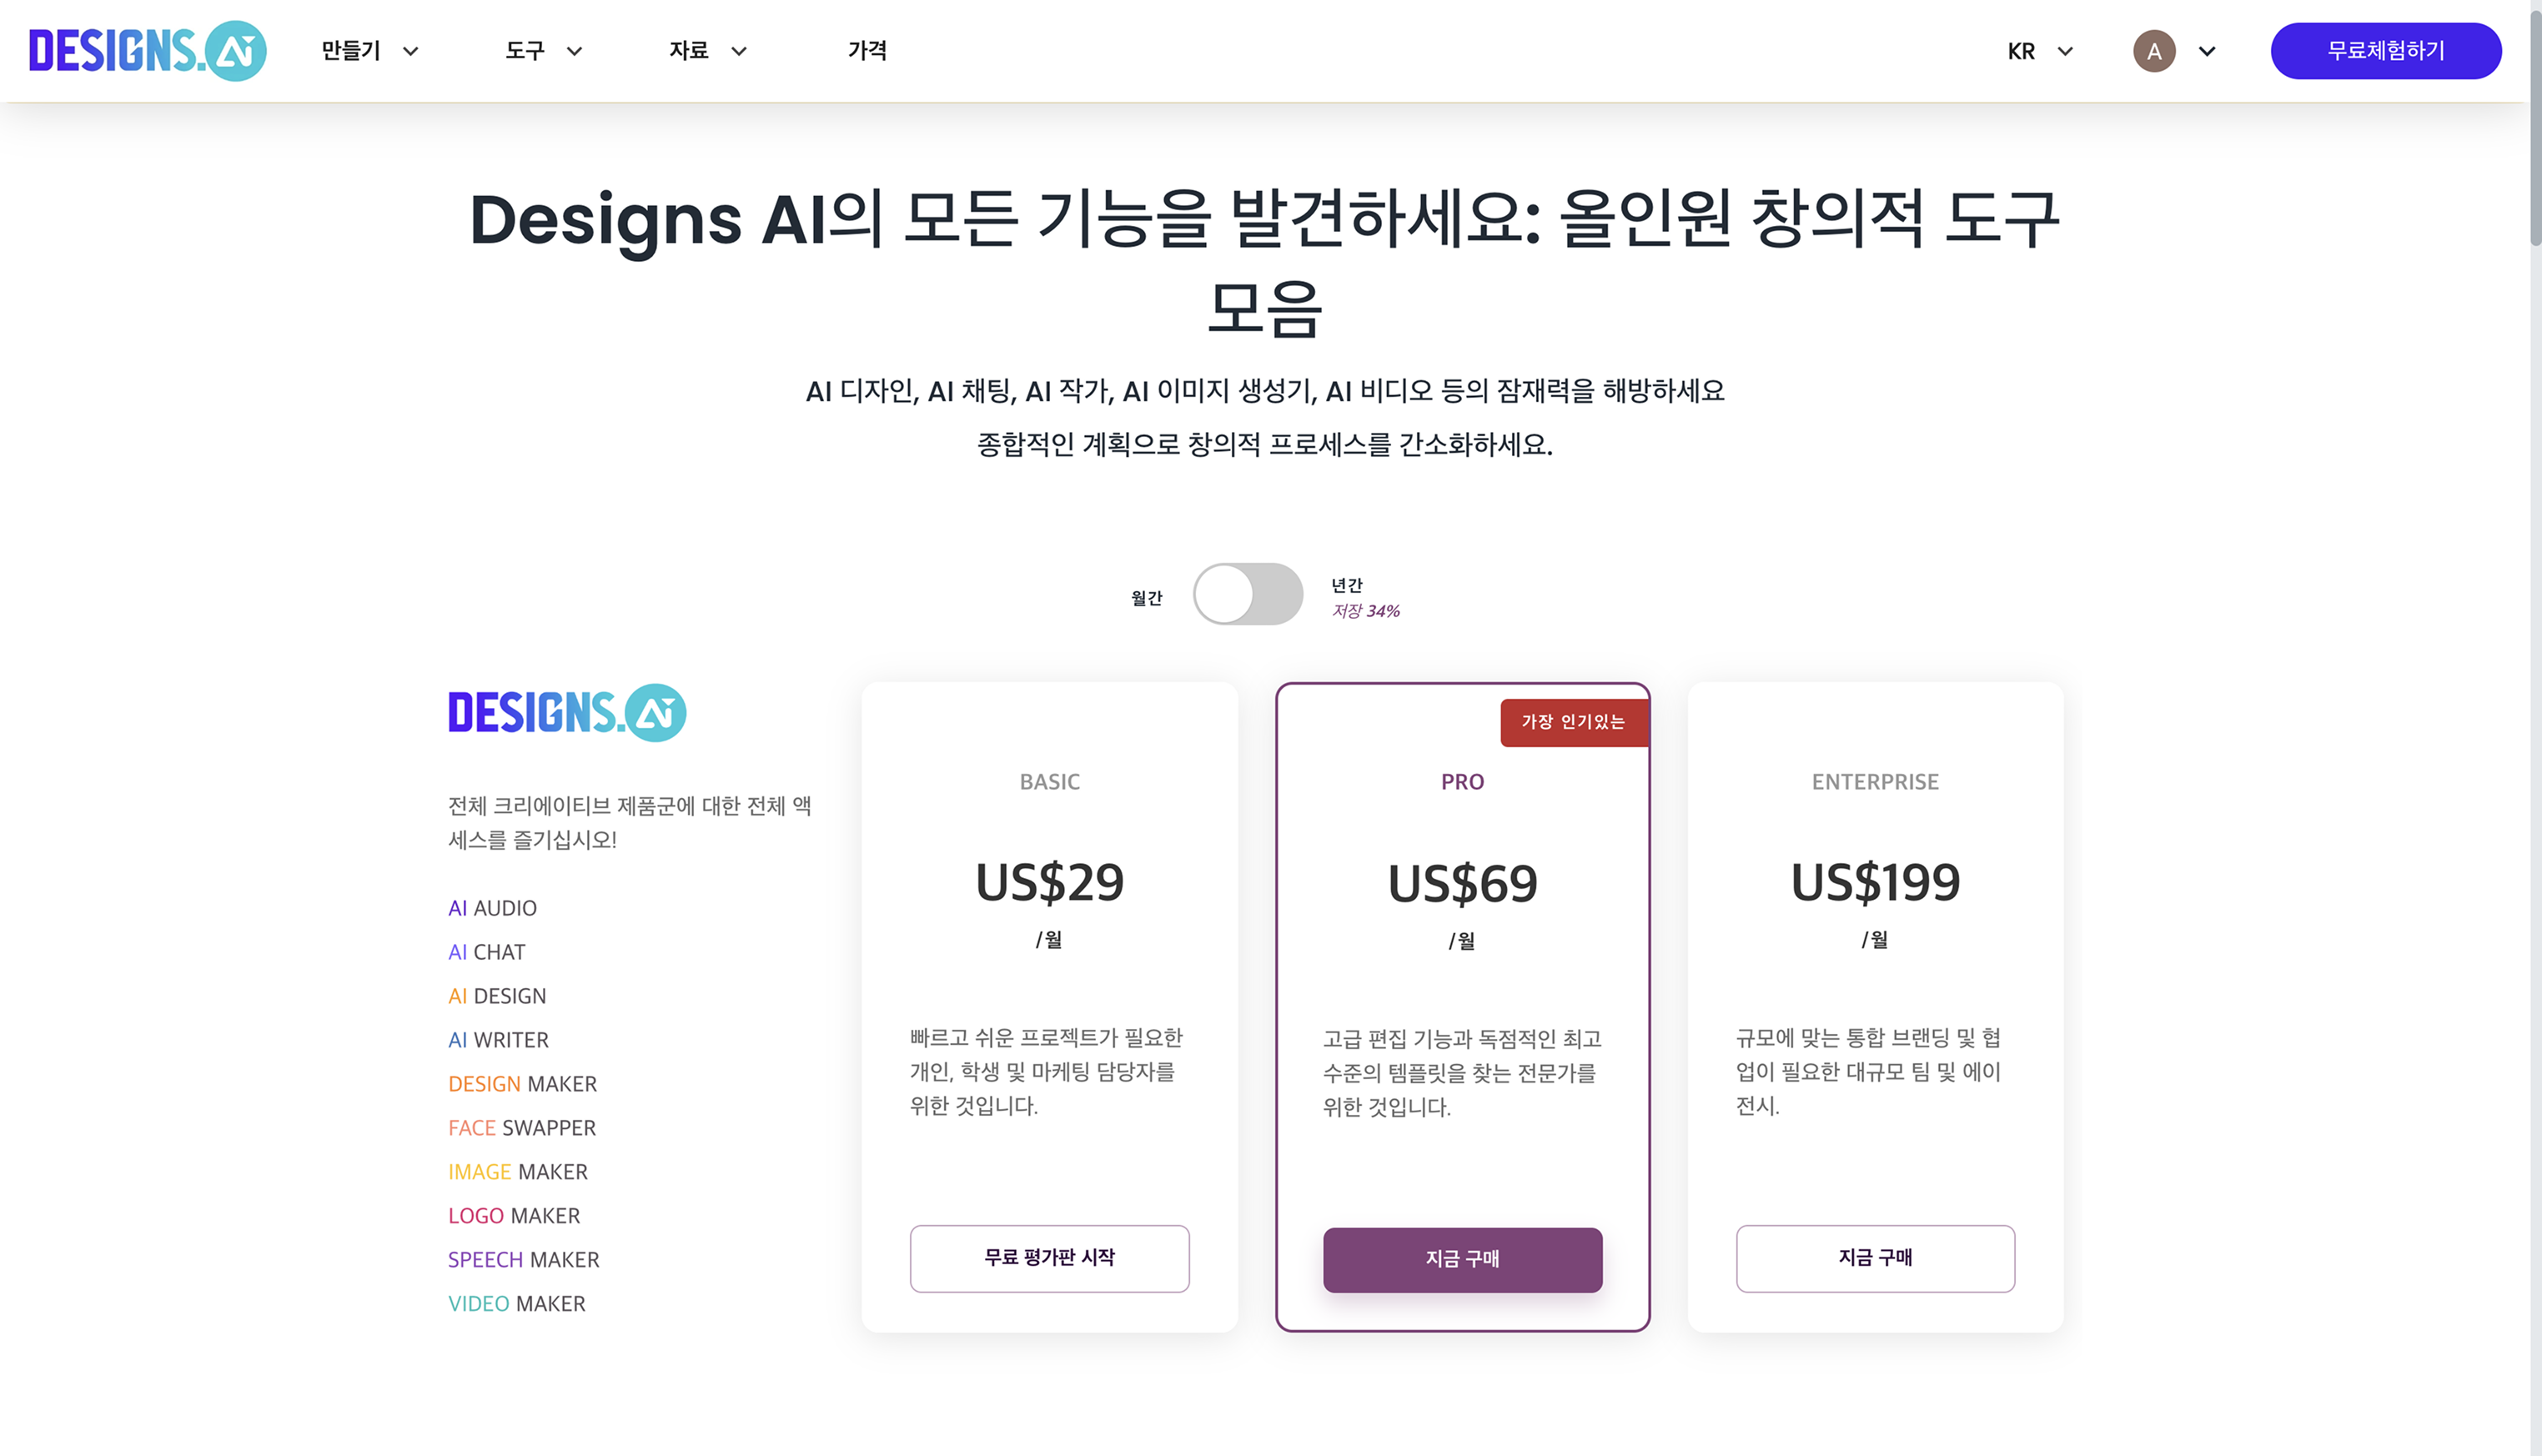 DESIGNS.Ai
만들기
도구
자료
가격
KR
A
무료체험하기
Designs AI의 모든 기능을 발견하세요: 올인원 창의적 도구
모음
AI 디자인, AI 채팅, AI 작가, AI 이미지 생성기, AI 비디오 등의 잠재력을 해방하세요
종합적인 계획으로 창의적 프로세스를 간소화하세요.
월간
년간
저장 34%
DESIGNS.Ai
전체 크리에이티브 제품군에 대한 전체 액
세스를 즐기십시오!
AI AUDIO
AI CHAT
AI DESIGN
AI WRITER
DESIGN MAKER
FACE SWAPPER
IMAGE MAKER
LOGO MAKER
SPEECH MAKER
VIDEO MAKER
BASIC
US$29
/월
빠르고 쉬운 프로젝트가 필요한
개인, 학생 및 마케팅 담당자를
위한 것입니다.
무료 평가판 시작
가장 인기있는
PRO
US$69
/월
고급 편집 기능과 독점적인 최고
수준의 템플릿을 찾는 전문가를
위한 것입니다.
지금 구매
ENTERPRISE
US$199
/월
규모에 맞는 통합 브랜딩 및 협
업이 필요한 대규모 팀 및 에이
전시.
지금 구매